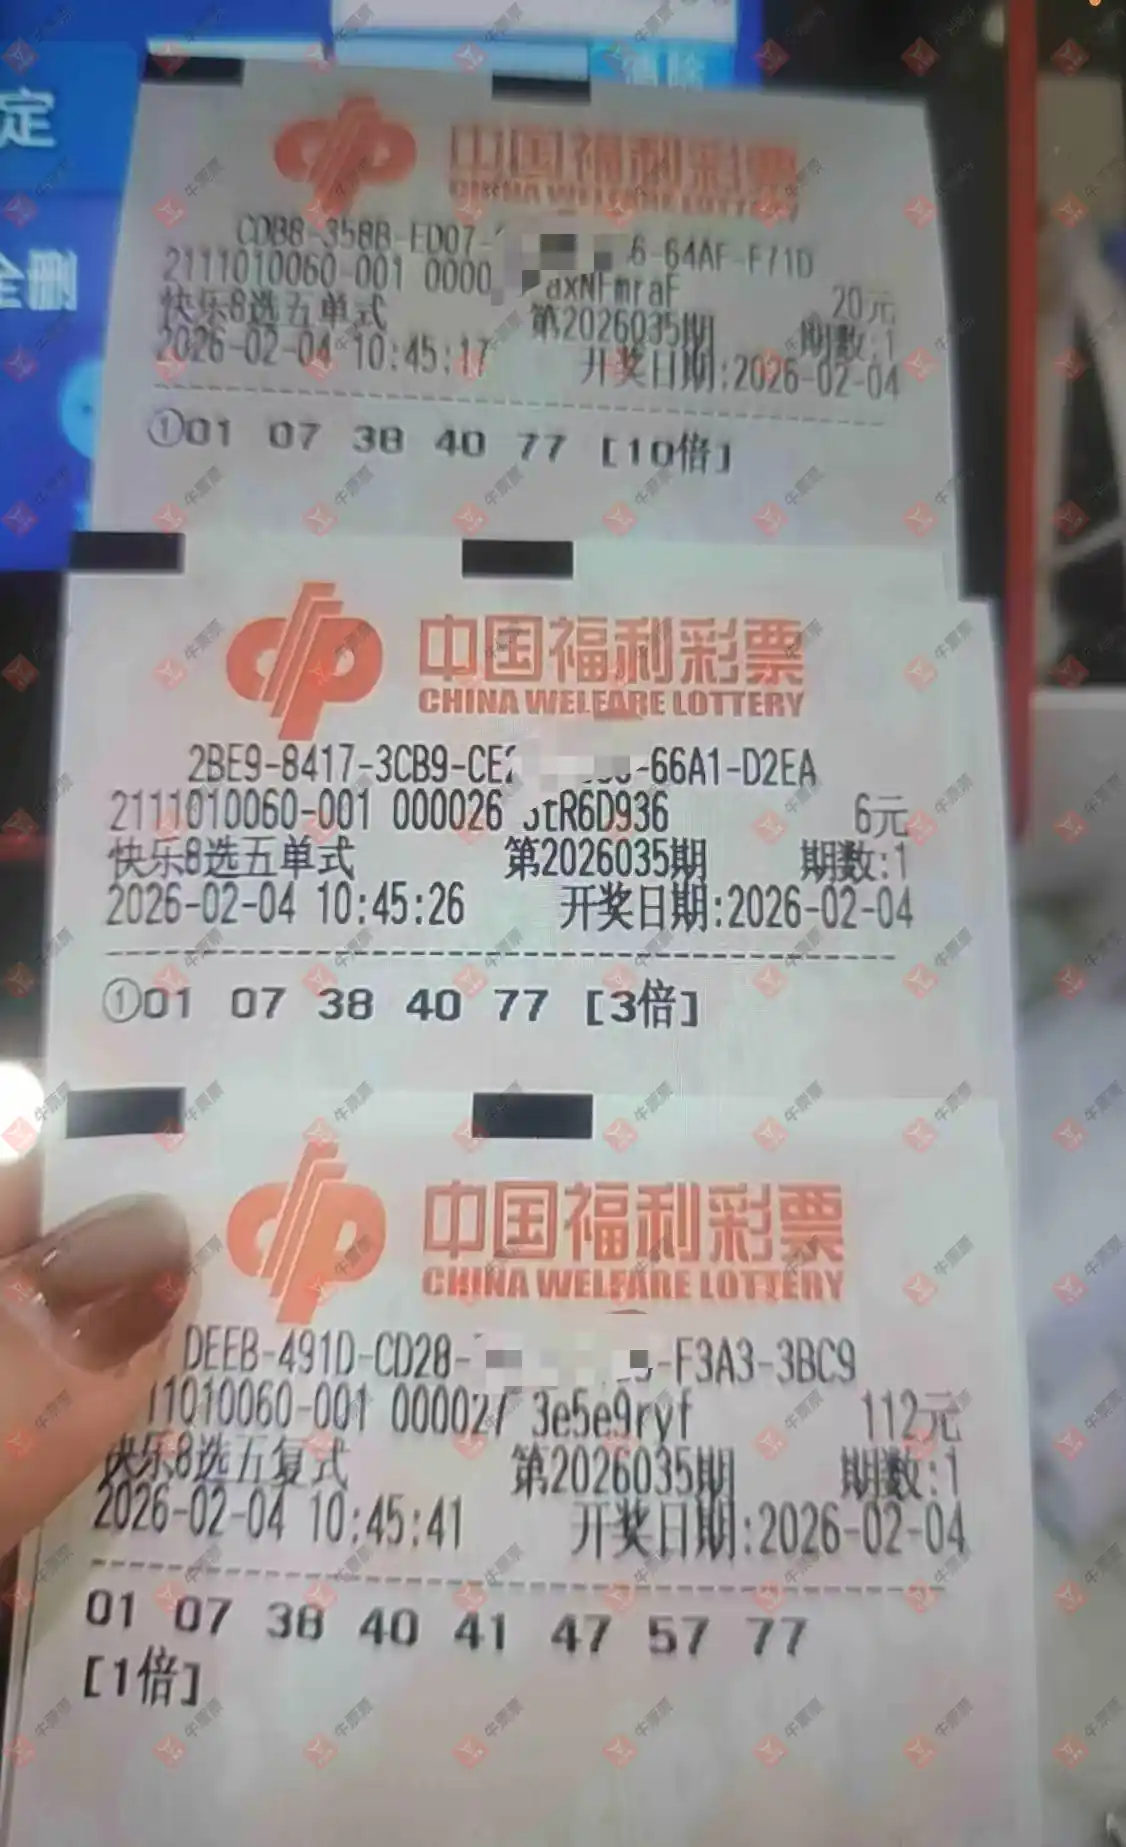 定
清除
中国福利彩票
CHINA WELFARE LOTTERY
CDB8-358B-ED07- 6-64AF-F71D
2111010060-001 0000 axNFmraF 20元
快乐8选五单式 第2026035期 期数:1
2026-02-04 10:45:17 开奖日期:2026-02-04
①01 07 38 40 77 [10倍]
中国福利彩票
CHINA WELFARE LOTTERY
2BE9-8417-3CB9-CE -66A1-D2EA
2111010060-001 000026 tR6D936 6元
快乐8选五单式 第2026035期 期数:1
2026-02-04 10:45:26 开奖日期:2026-02-04
①01 07 38 40 77 [3倍]
中国福利彩票
CHINA WELFARE LOTTERY
DEEB-491D-CD28- -F3A3-3BC9
11010060-001 000027 3e5e9ryf 112元
快乐8选五复式 第2026035期 期数:1
2026-02-04 10:45:41 开奖日期:2026-02-04
01 07 38 40 41 47 57 77
[1倍]